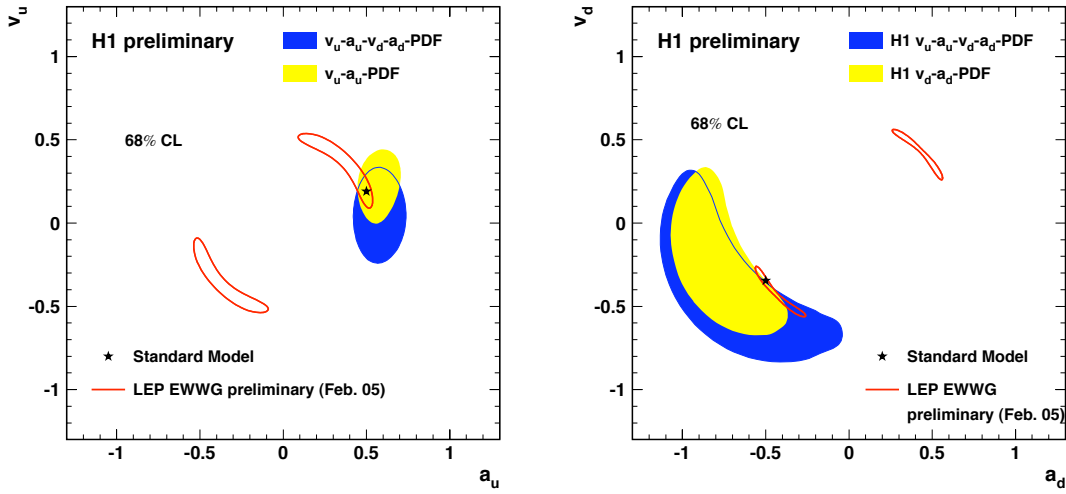 v_u
H1 preliminary
v_u-a_u-v_d-a_d-PDF
v_u-a_u-PDF
68% CL
1
0.5
0
-0.5
-1
Standard Model
LEP EWWG preliminary (Feb. 05)
-1 -0.5 0 0.5 1
a_u
v_d
H1 preliminary
H1 v_u-a_u-v_d-a_d-PDF
H1 v_d-a_d-PDF
68% CL
1
0.5
0
-0.5
-1
Standard Model
LEP EWWG
preliminary (Feb. 05)
-1 -0.5 0 0.5 1
a_d